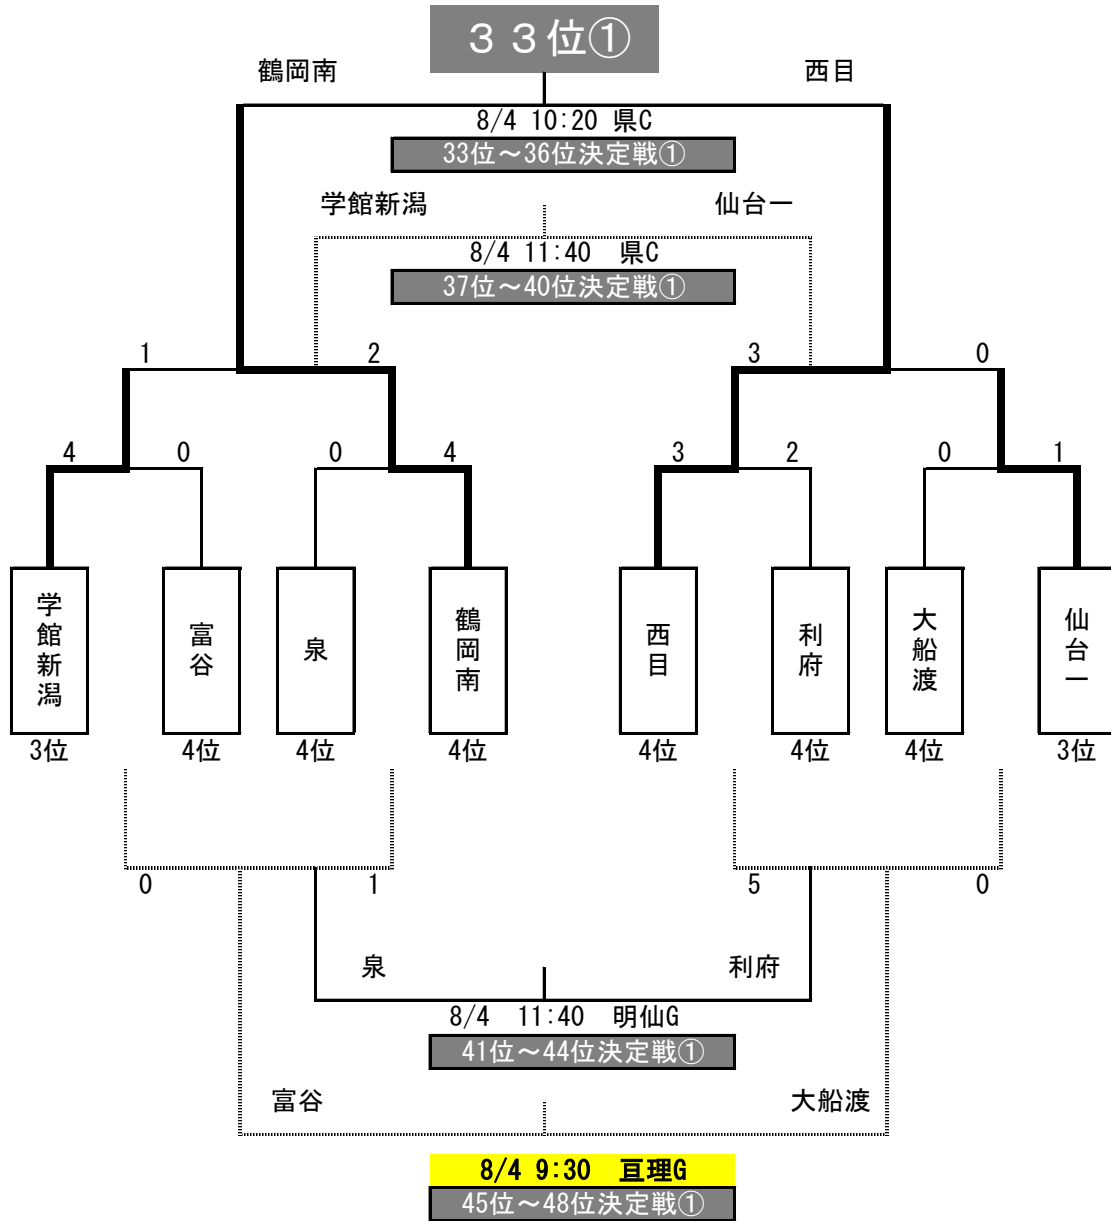 ３３位①
鶴岡南 西目
8/4 10:20 県C
33位～36位決定戦①
学館新潟 仙台一
8/4 11:40 県C
37位～40位決定戦①
1 2 3 0
4 0 0 4 3 2 0 1
学館新潟 富谷 泉 鶴岡南 西目 利府 大船渡 仙台一
3位 4位 4位 4位 4位 4位 4位 3位
0 1 5 0
泉 利府
8/4 11:40 明仙G
41位～44位決定戦①
富谷 大船渡
8/4 9:30 亘理G
45位～48位決定戦①